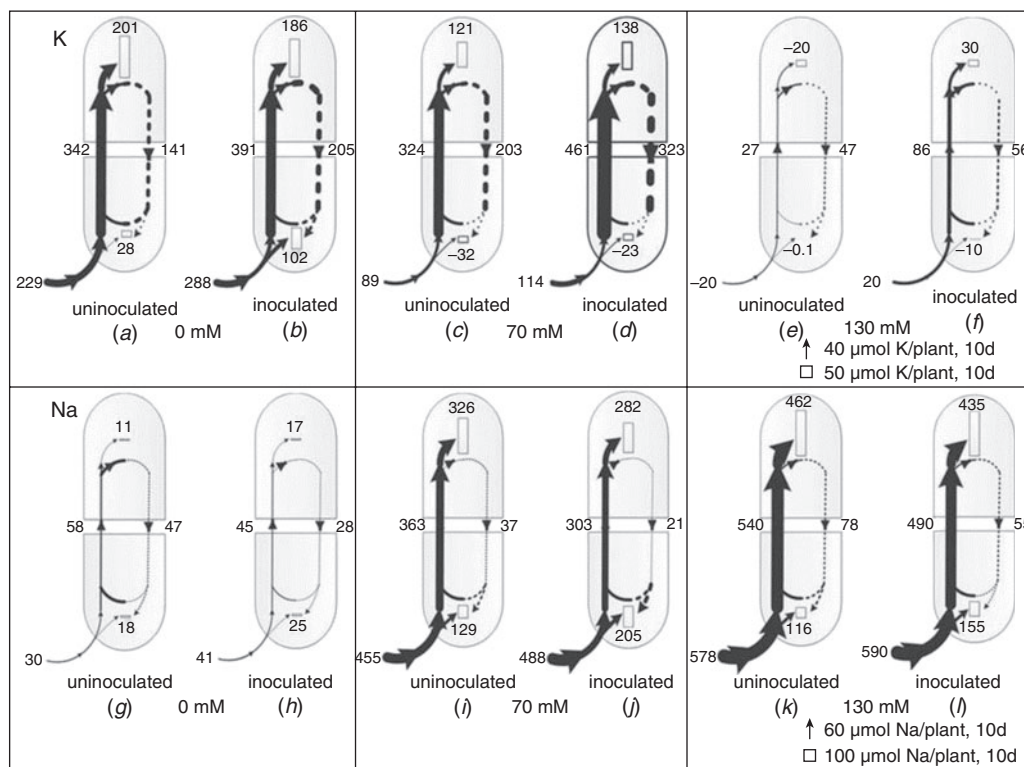 K
201 186 121 138 –20 30
342 141 391 205 324 203 461 323 27 47 86 56
28 102 –32 –23 –0.1 –10
229 288 89 114 –20 20
uninoculated inoculated uninoculated inoculated uninoculated inoculated
(a) 0 mM (b) (c) 70 mM (d) (e) 130 mM (f)
40 µmol K/plant, 10d
50 µmol K/plant, 10d
Na
11 17 326 282 462 435
58 47 45 28 363 37 303 21 540 78 490 55
18 25 129 205 116 155
30 41 455 488 578 590
uninoculated inoculated uninoculated inoculated uninoculated inoculated
(g) 0 mM (h) (i) 70 mM (j) (k) 130 mM (l)
60 µmol Na/plant, 10d
100 µmol Na/plant, 10d